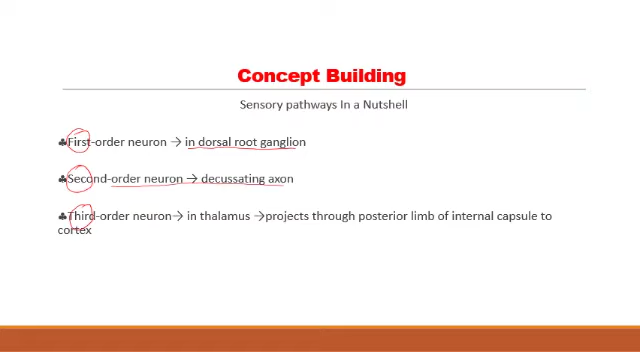 Concept Building
Sensory pathways In a Nutshell
♣First-order neuron → in dorsal root ganglion
♣Second-order neuron → decussating axon
♣Third-order neuron→ in thalamus →projects through posterior limb of internal capsule to
cortex